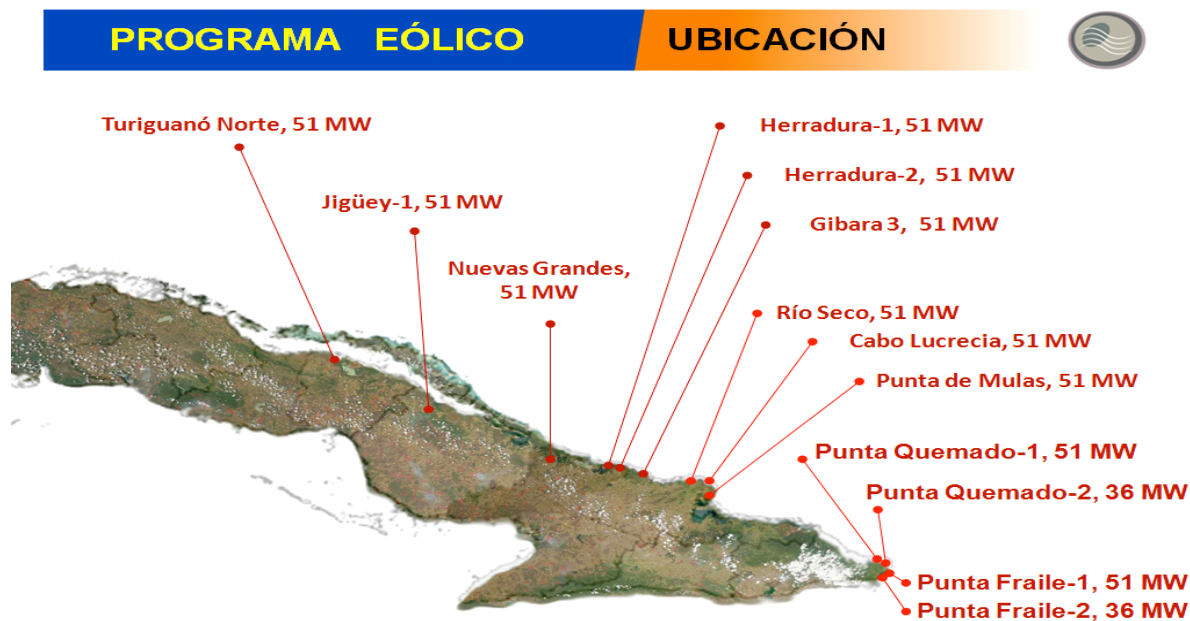 PROGRAMA EÓLICO UBICACIÓN
Turiguanó Norte, 51 MW
Herradura-1, 51 MW
Herradura-2, 51 MW
Jigüey-1, 51 MW
Gibara 3, 51 MW
Nuevas Grandes,
51 MW
Río Seco, 51 MW
Cabo Lucrecia, 51 MW
Punta de Mulas, 51 MW
Punta Quemado-1, 51 MW
Punta Quemado-2, 36 MW
Punta Fraile-1, 51 MW
Punta Fraile-2, 36 MW